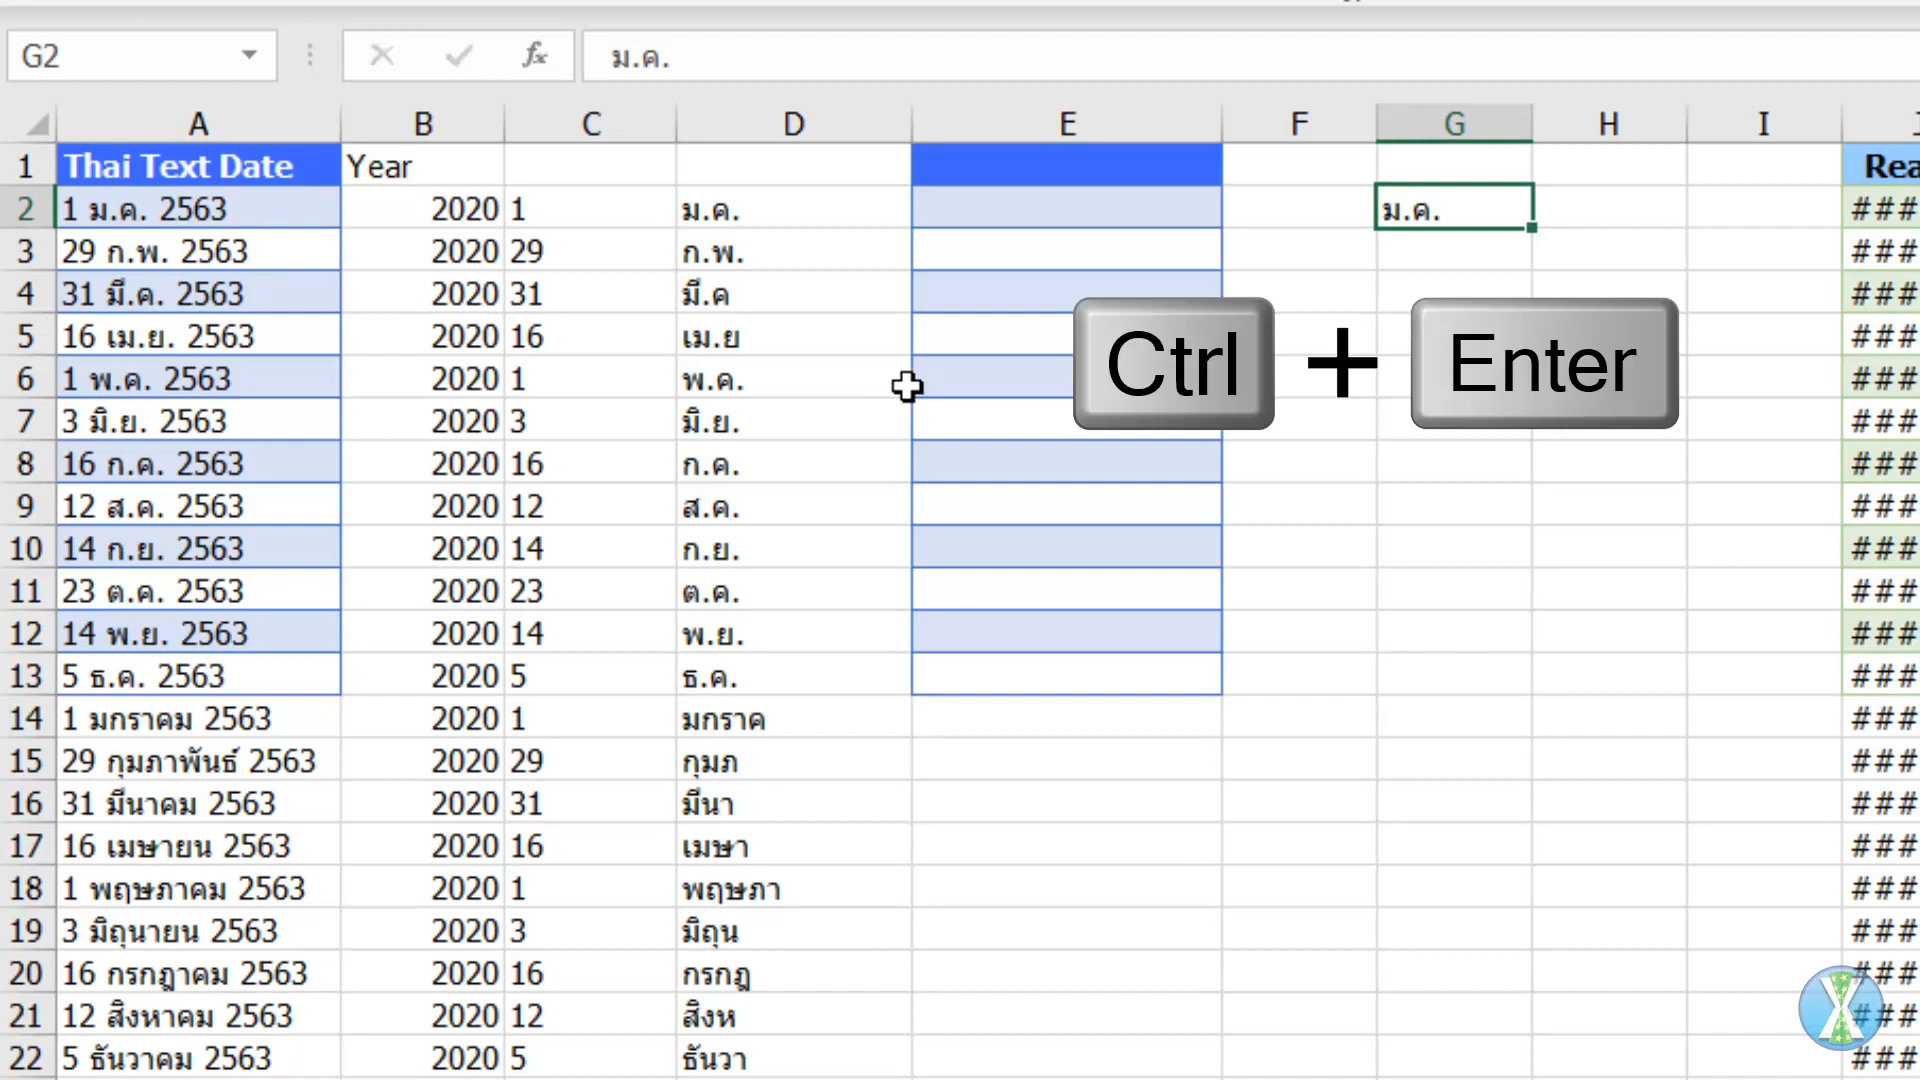 G2 fx ม.ค.
A B C D E F G H I
1 Thai Text Date Year
2 1 ม.ค. 2563 2020 1 ม.ค. ม.ค. ###
3 29 ก.พ. 2563 2020 29 ก.พ. ###
4 31 มี.ค. 2563 2020 31 มี.ค ###
5 16 เม.ย. 2563 2020 16 เม.ย ###
6 1 พ.ค. 2563 2020 1 พ.ค. ###
Ctrl + Enter
7 3 มิ.ย. 2563 2020 3 มิ.ย. ###
8 16 ก.ค. 2563 2020 16 ก.ค. ###
9 12 ส.ค. 2563 2020 12 ส.ค. ###
10 14 ก.ย. 2563 2020 14 ก.ย. ###
11 23 ต.ค. 2563 2020 23 ต.ค. ###
12 14 พ.ย. 2563 2020 14 พ.ย. ###
13 5 ธ.ค. 2563 2020 5 ธ.ค. ###
14 1 มกราคม 2563 2020 1 มกราค ###
15 29 กุมภาพันธ์ 2563 2020 29 กุมภ ###
16 31 มีนาคม 2563 2020 31 มีนา ###
17 16 เมษายน 2563 2020 16 เมษา ###
18 1 พฤษภาคม 2563 2020 1 พฤษภา ###
19 3 มิถุนายน 2563 2020 3 มิถุน ###
20 16 กรกฎาคม 2563 2020 16 กรกฎ ###
21 12 สิงหาคม 2563 2020 12 สิงห ###
22 5 ธันวาคม 2563 2020 5 ธันวา ###